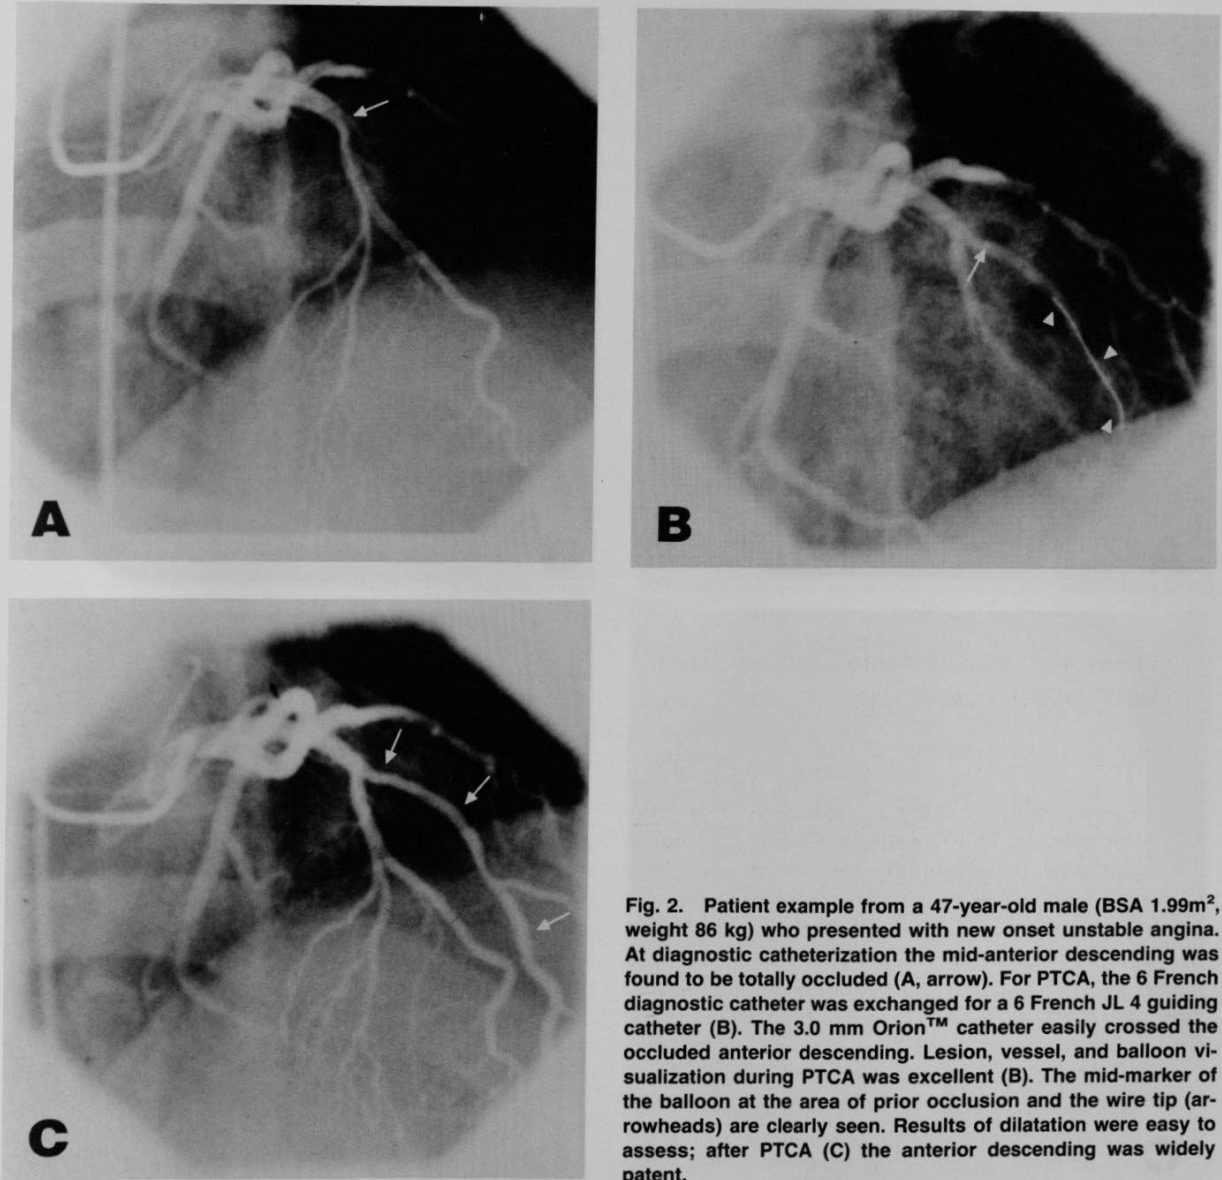 A
B
C
Fig. 2. Patient example from a 47-year-old male (BSA 1.99m²,
weight 86 kg) who presented with new onset unstable angina.
At diagnostic catheterization the mid-anterior descending was
found to be totally occluded (A, arrow). For PTCA, the 6 French
diagnostic catheter was exchanged for a 6 French JL 4 guiding
catheter (B). The 3.0 mm Orion™ catheter easily crossed the
occluded anterior descending. Lesion, vessel, and balloon vi-
sualization during PTCA was excellent (B). The mid-marker of
the balloon at the area of prior occlusion and the wire tip (ar-
rowheads) are clearly seen. Results of dilatation were easy to
assess; after PTCA (C) the anterior descending was widely
patent.